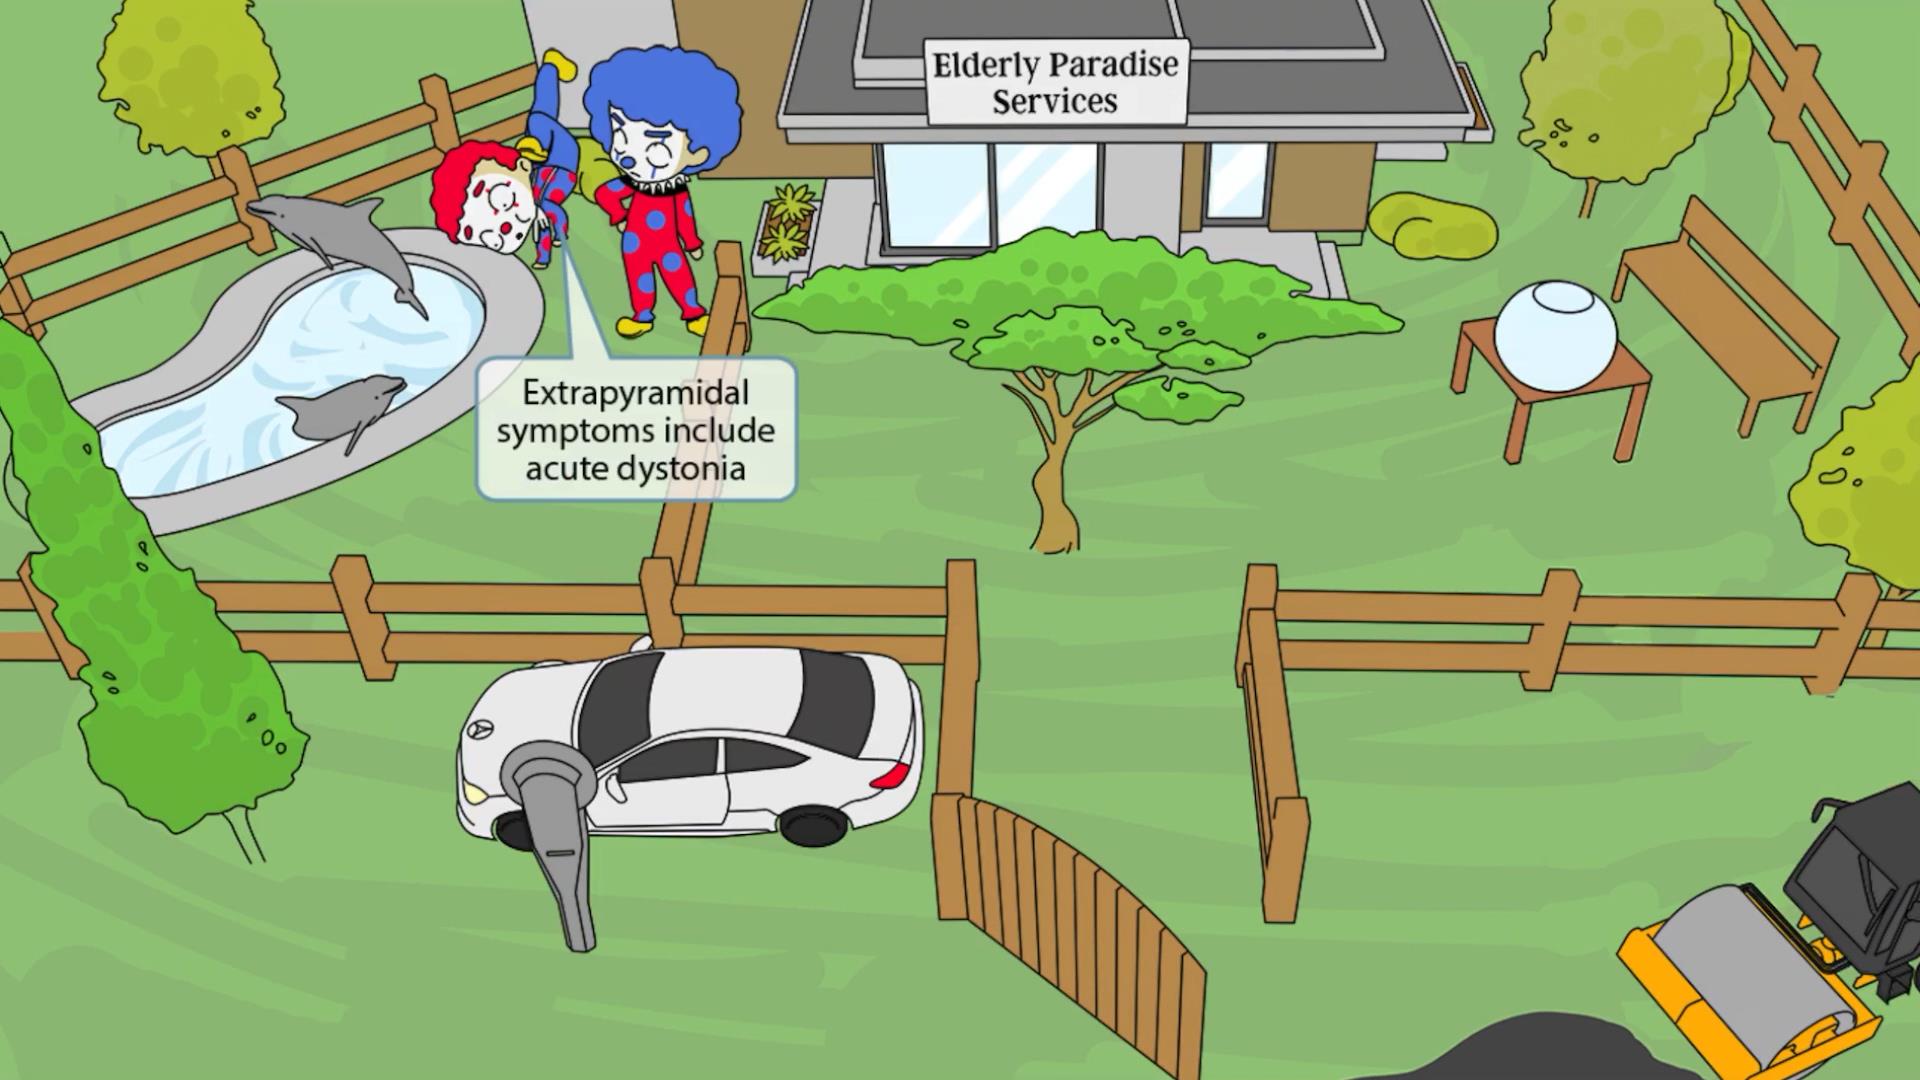 Elderly Paradise
Services
Extrapyramidal
symptoms include
acute dystonia